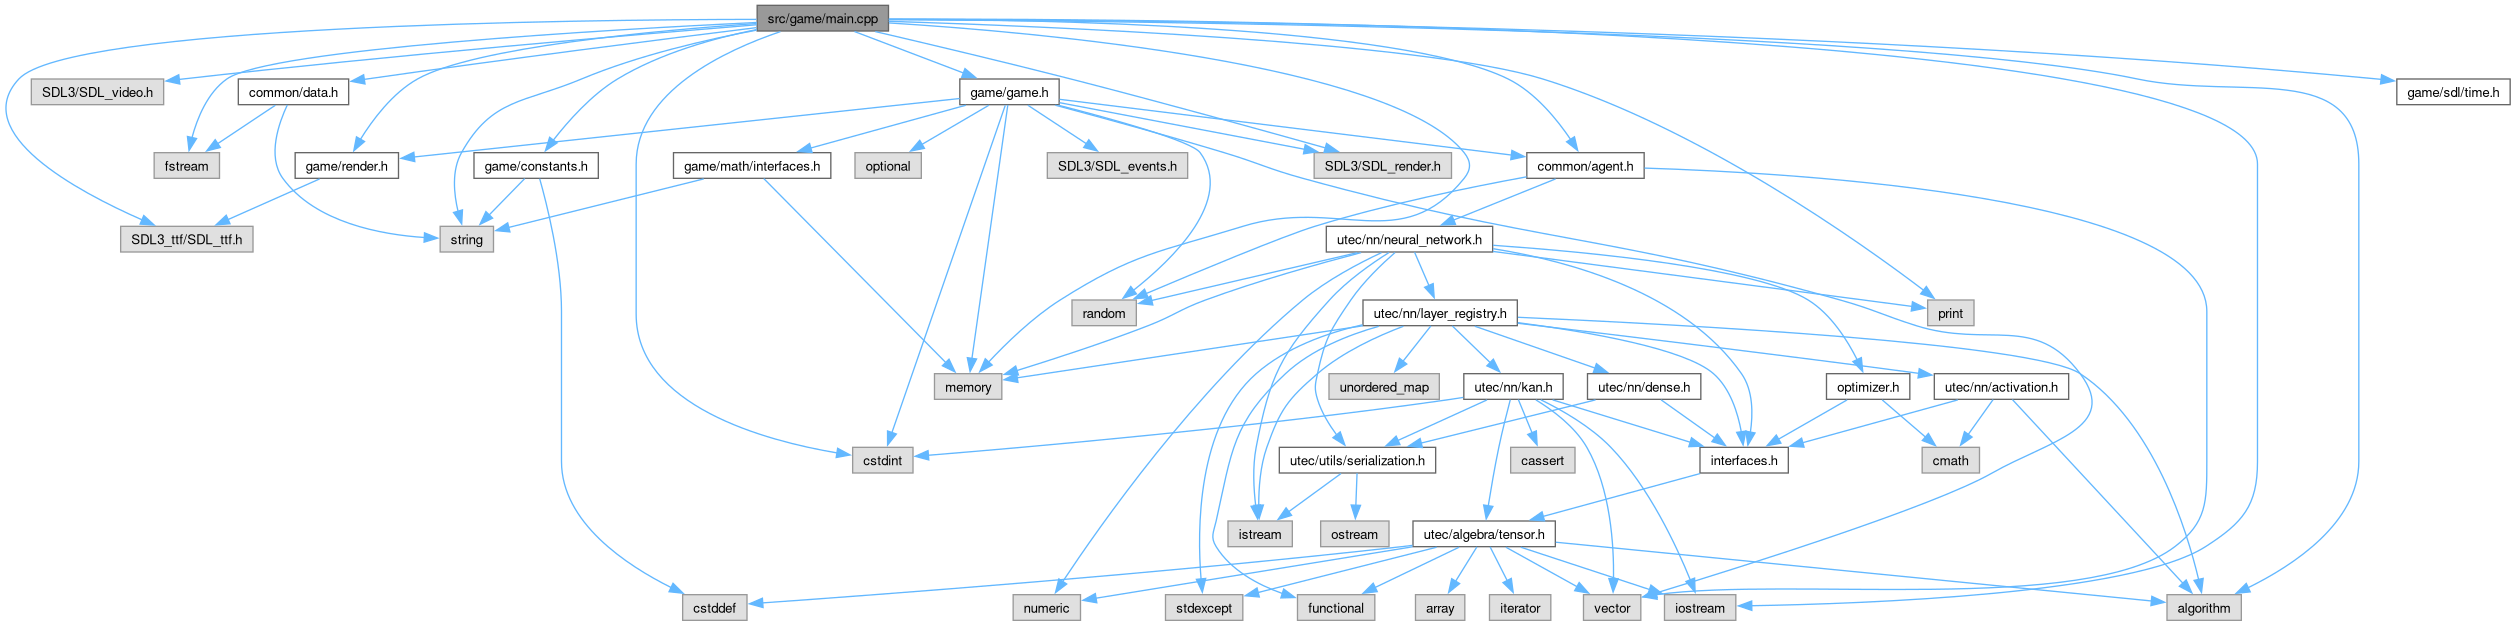 src/game/main.cpp
SDL3/SDL_video.h
common/data.h
game/game.h
game/sdl/time.h
fstream
game/render.h
game/constants.h
game/math/interfaces.h
optional
SDL3/SDL_events.h
SDL3/SDL_render.h
common/agent.h
SDL3_ttf/SDL_ttf.h
string
utec/nn/neural_network.h
random
utec/nn/layer_registry.h
print
memory
unordered_map
utec/nn/kan.h
utec/nn/dense.h
optimizer.h
utec/nn/activation.h
cstdint
utec/utils/serialization.h
cassert
interfaces.h
cmath
istream
ostream
utec/algebra/tensor.h
cstddef
numeric
stdexcept
functional
array
iterator
vector
iostream
algorithm